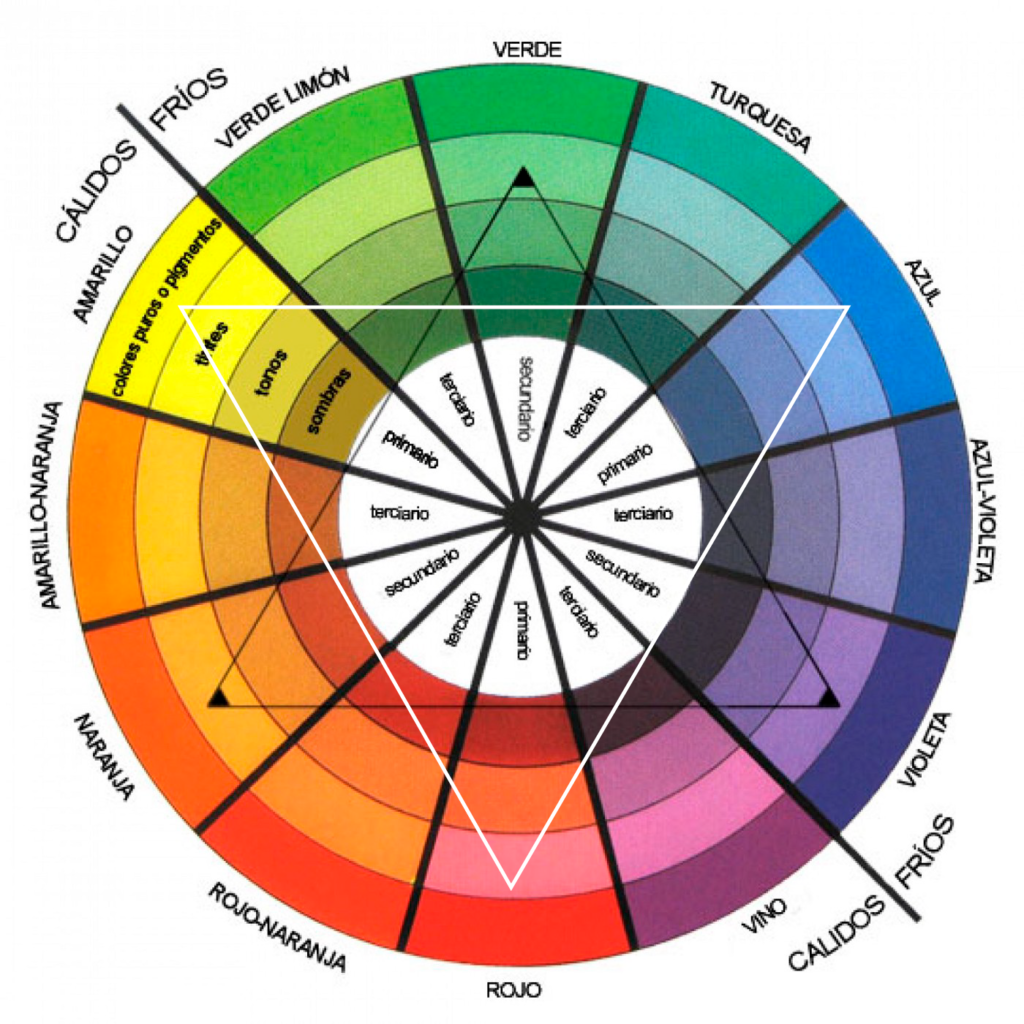 VERDE
TURQUESA
AZUL
AZUL-VIOLETA
VIOLETA
FRÍOS
CALIDOS
VINO
ROJO
ROJO-NARANJA
NARANJA
AMARILLO-NARANJA
AMARILLO
CÁLIDOS
FRÍOS
VERDE LIMÓN
colores puros o pigmentos
tintes
tonos
sombras
secundario
terciario
primario
terciario
secundario
terciario
primario
terciario
secundario
terciario
primario
terciario